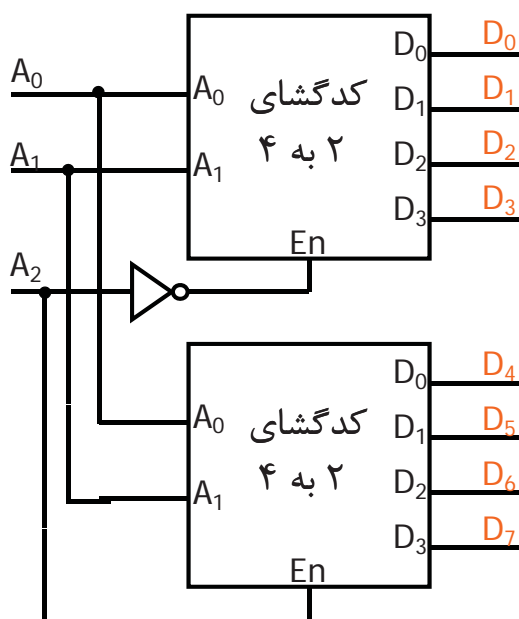 D₀ D₀
A₀ A₀ کدگشای D₁ D₁
A₁ A₁ ۲ به ۴ D₂ D₂
D₃ D₃
En
A₂
D₀ D₄
A₀ کدگشای D₁ D₅
A₁ ۲ به ۴ D₂ D₆
D₃ D₇
En